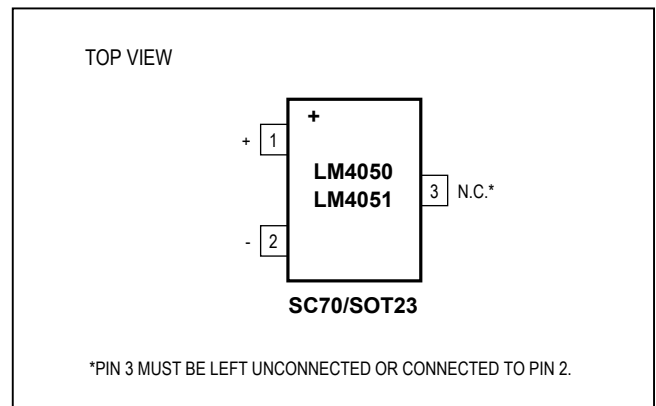 TOP VIEW
+
+ 1
LM4050
LM4051
3 N.C.*
- 2
SC70/SOT23
*PIN 3 MUST BE LEFT UNCONNECTED OR CONNECTED TO PIN 2.